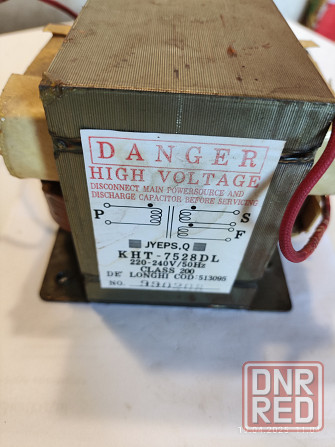 DANGER
HIGH VOLTAGE
DISCONNECT MAIN POWERSOURCE AND
DISCHARGE CAPACITOR BEFORE SERVICING
P
S
F
JYEPS.Q
KHT-7528DL
220-240V/50Hz
CLASS 200
DE' LONGHI COD:513095
NO.
DNR
RED